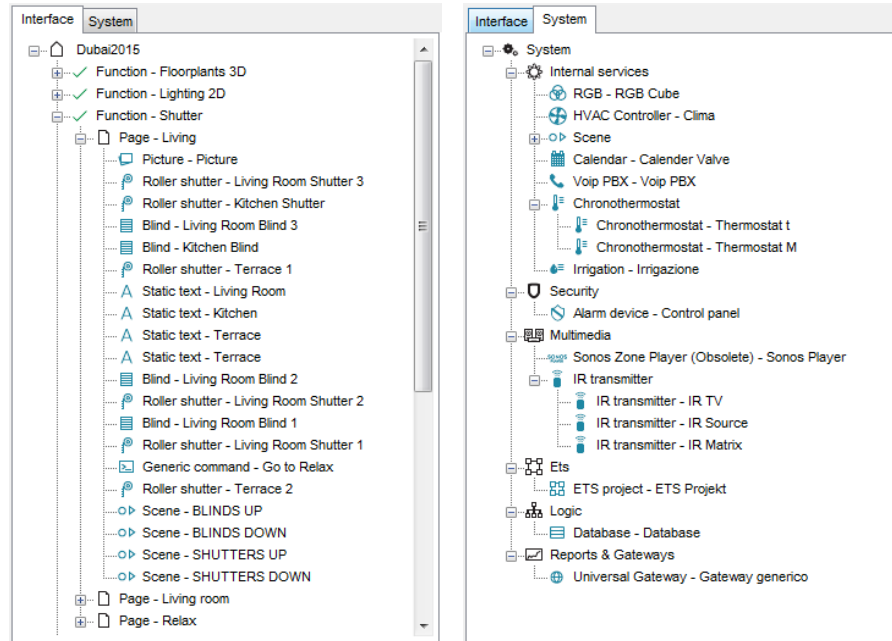 Interface System
Dubai2015
Function - Floorplants 3D
Function - Lighting 2D
Function - Shutter
Page - Living
Picture - Picture
Roller shutter - Living Room Shutter 3
Roller shutter - Kitchen Shutter
Blind - Living Room Blind 3
Blind - Kitchen Blind
Roller shutter - Terrace 1
Static text - Living Room
Static text - Kitchen
Static text - Terrace
Static text - Terrace
Blind - Living Room Blind 2
Roller shutter - Living Room Shutter 2
Blind - Living Room Blind 1
Roller shutter - Living Room Shutter 1
Generic command - Go to Relax
Roller shutter - Terrace 2
Scene - BLINDS UP
Scene - BLINDS DOWN
Scene - SHUTTERS UP
Scene - SHUTTERS DOWN
Page - Living room
Page - Relax
Interface System
System
Internal services
RGB - RGB Cube
HVAC Controller - Clima
Scene
Calendar - Calender Valve
Voip PBX - Voip PBX
Chronothermostat
Chronothermostat - Thermostat t
Chronothermostat - Thermostat M
Irrigation - Irrigazione
Security
Alarm device - Control panel
Multimedia
SONOS Sonos Zone Player (Obsolete) - Sonos Player
IR transmitter
IR transmitter - IR TV
IR transmitter - IR Source
IR transmitter - IR Matrix
Ets
ETS project - ETS Projekt
Logic
Database - Database
Reports & Gateways
Universal Gateway - Gateway generico